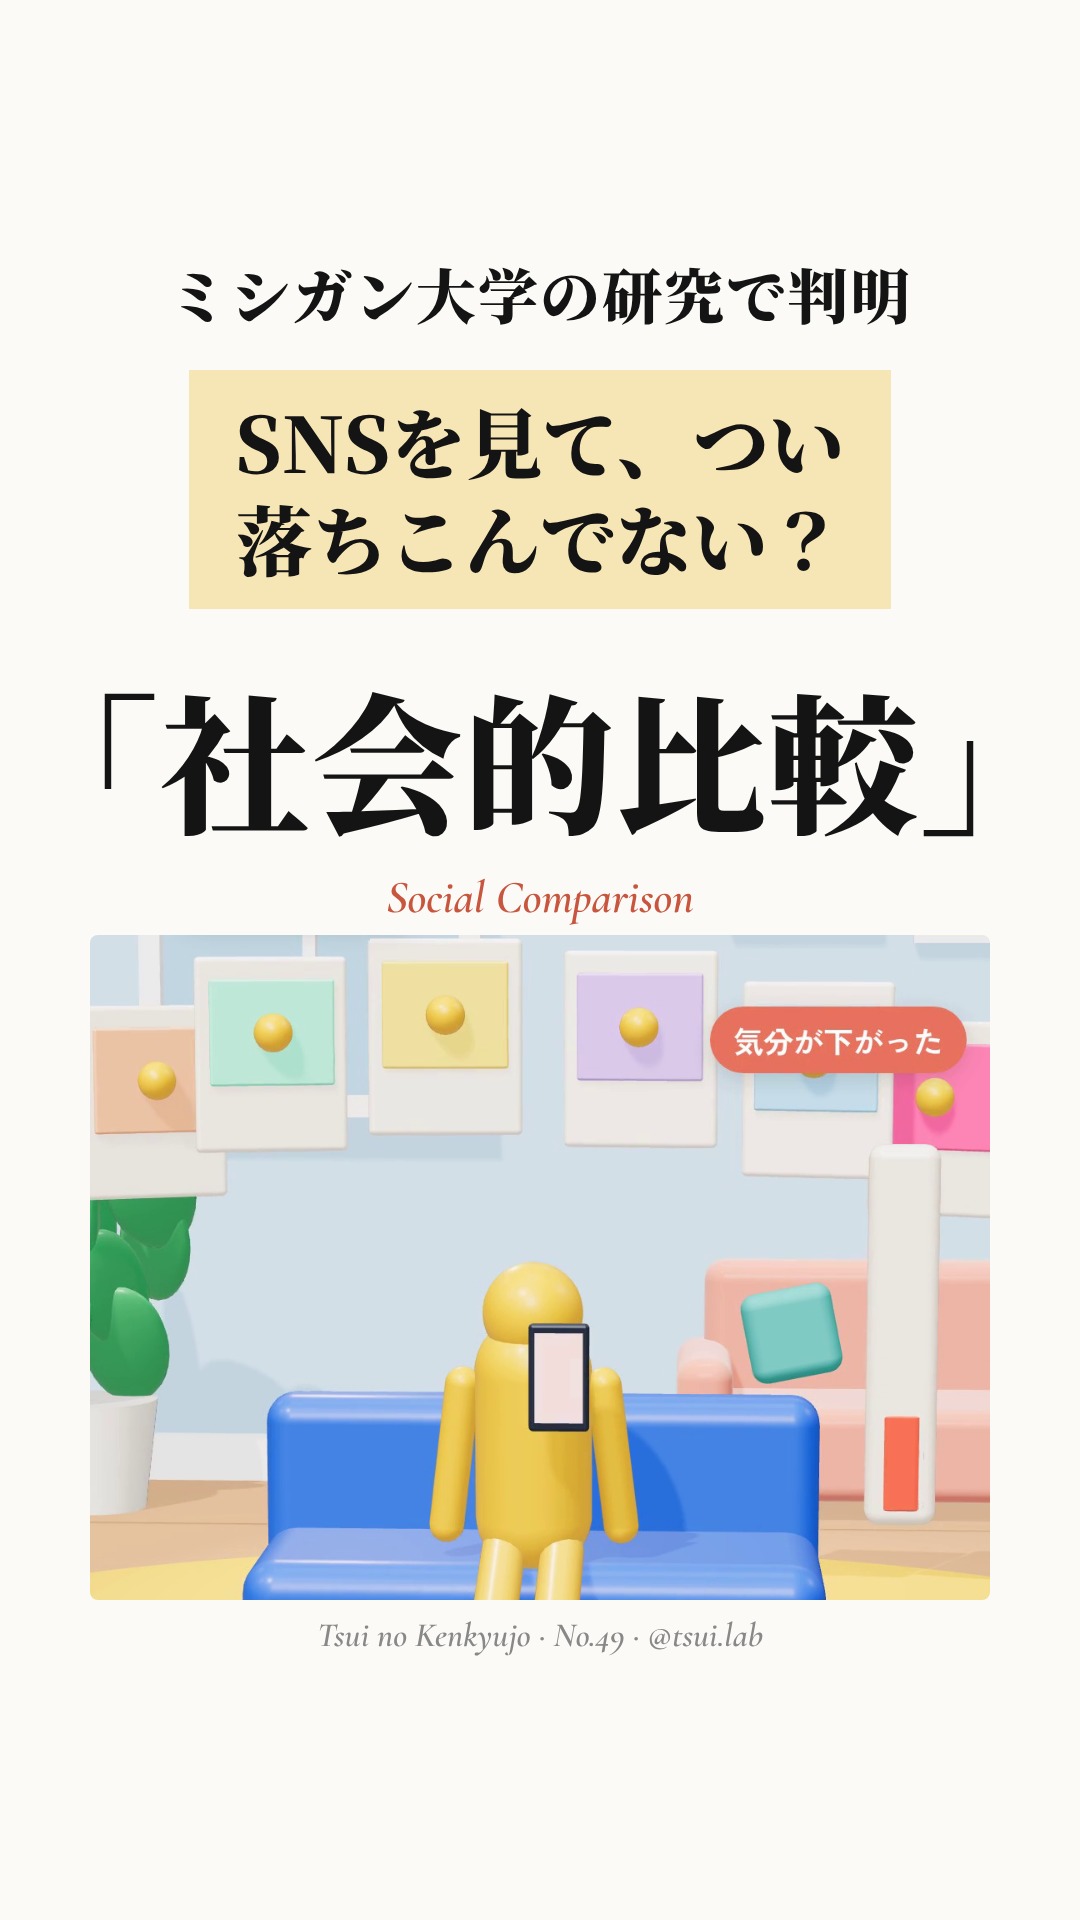 ミシガン大学の研究で判明
SNSを見て、つい
落ちこんでない？
「社会的比較」
Social Comparison
気分が下がった
Tsui no Kenkyujo · No.49 · @tsui.lab